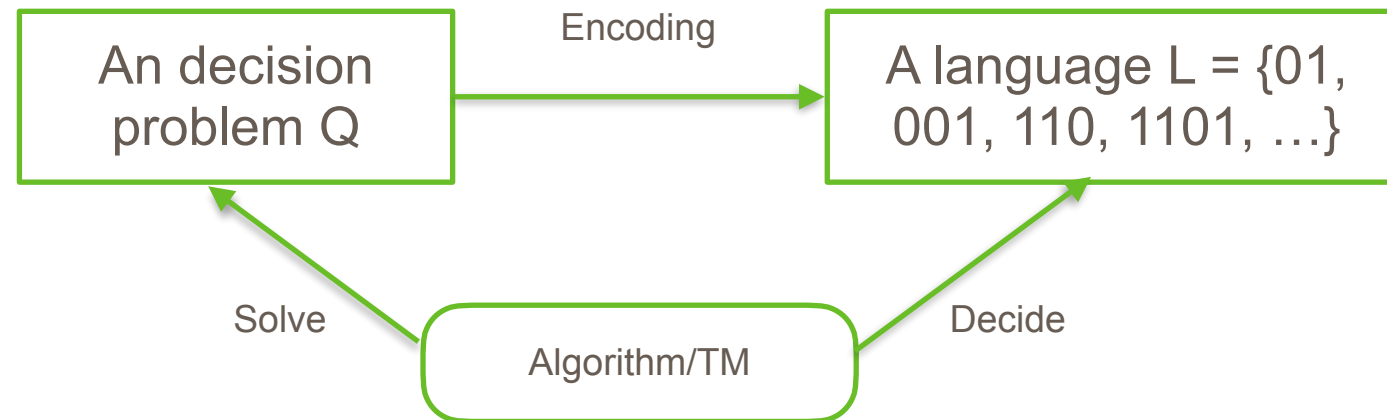 Encoding
An decision
problem Q
A language L = {01,
001, 110, 1101, …}
Solve
Decide
Algorithm/TM